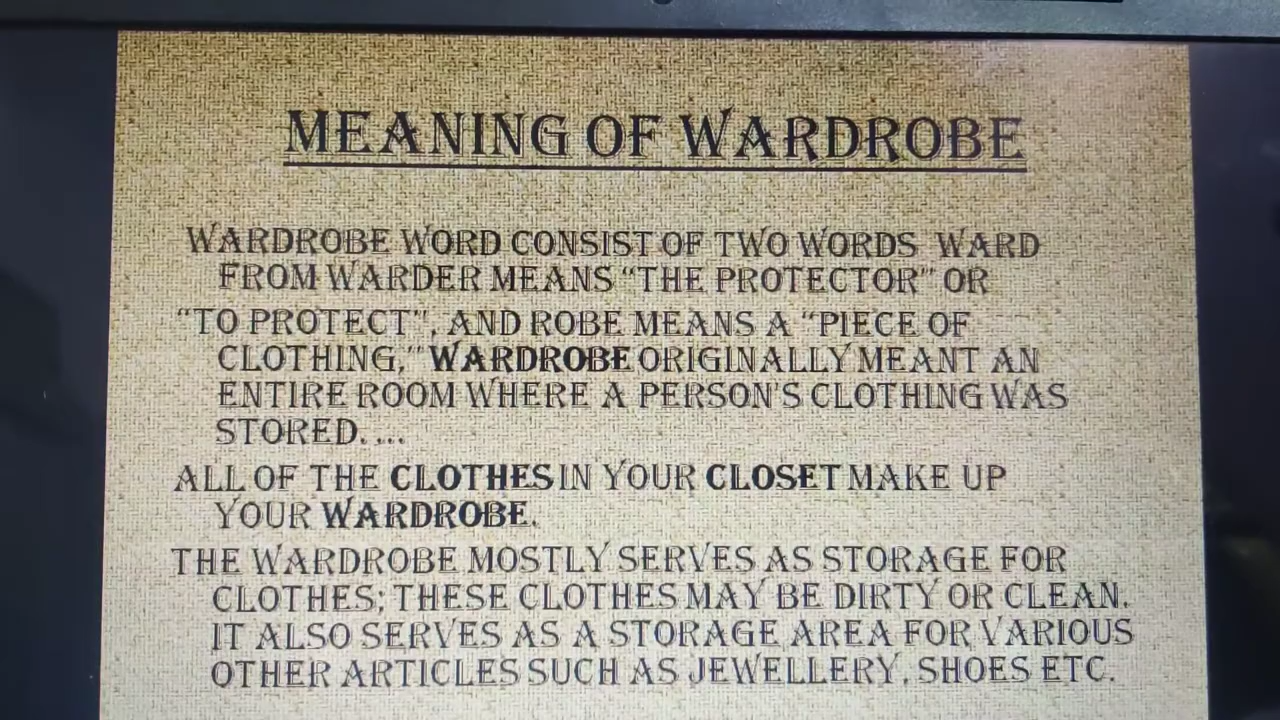 MEANING OF WARDROBE
WARDROBE WORD CONSIST OF TWO WORDS WARD
FROM WARDER MEANS "THE PROTECTOR" OR
"TO PROTECT", AND ROBE MEANS A "PIECE OF
CLOTHING," WARDROBE ORIGINALLY MEANT AN
ENTIRE ROOM WHERE A PERSON'S CLOTHING WAS
STORED. ...
ALL OF THE CLOTHES IN YOUR CLOSET MAKE UP
YOUR WARDROBE.
THE WARDROBE MOSTLY SERVES AS STORAGE FOR
CLOTHES; THESE CLOTHES MAY BE DIRTY OR CLEAN.
IT ALSO SERVES AS A STORAGE AREA FOR VARIOUS
OTHER ARTICLES SUCH AS JEWELLERY, SHOES ETC.